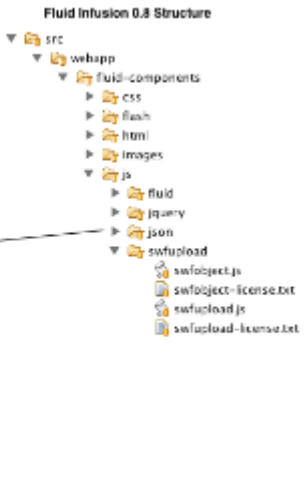 Fluid Infusion 0.8 Structure
src
webapp
fluid-components
css
flash
html
images
js
fluid
jquery
json
swfupload
swfobject.js
swfobject-license.txt
swfupload.js
swfupload-license.txt